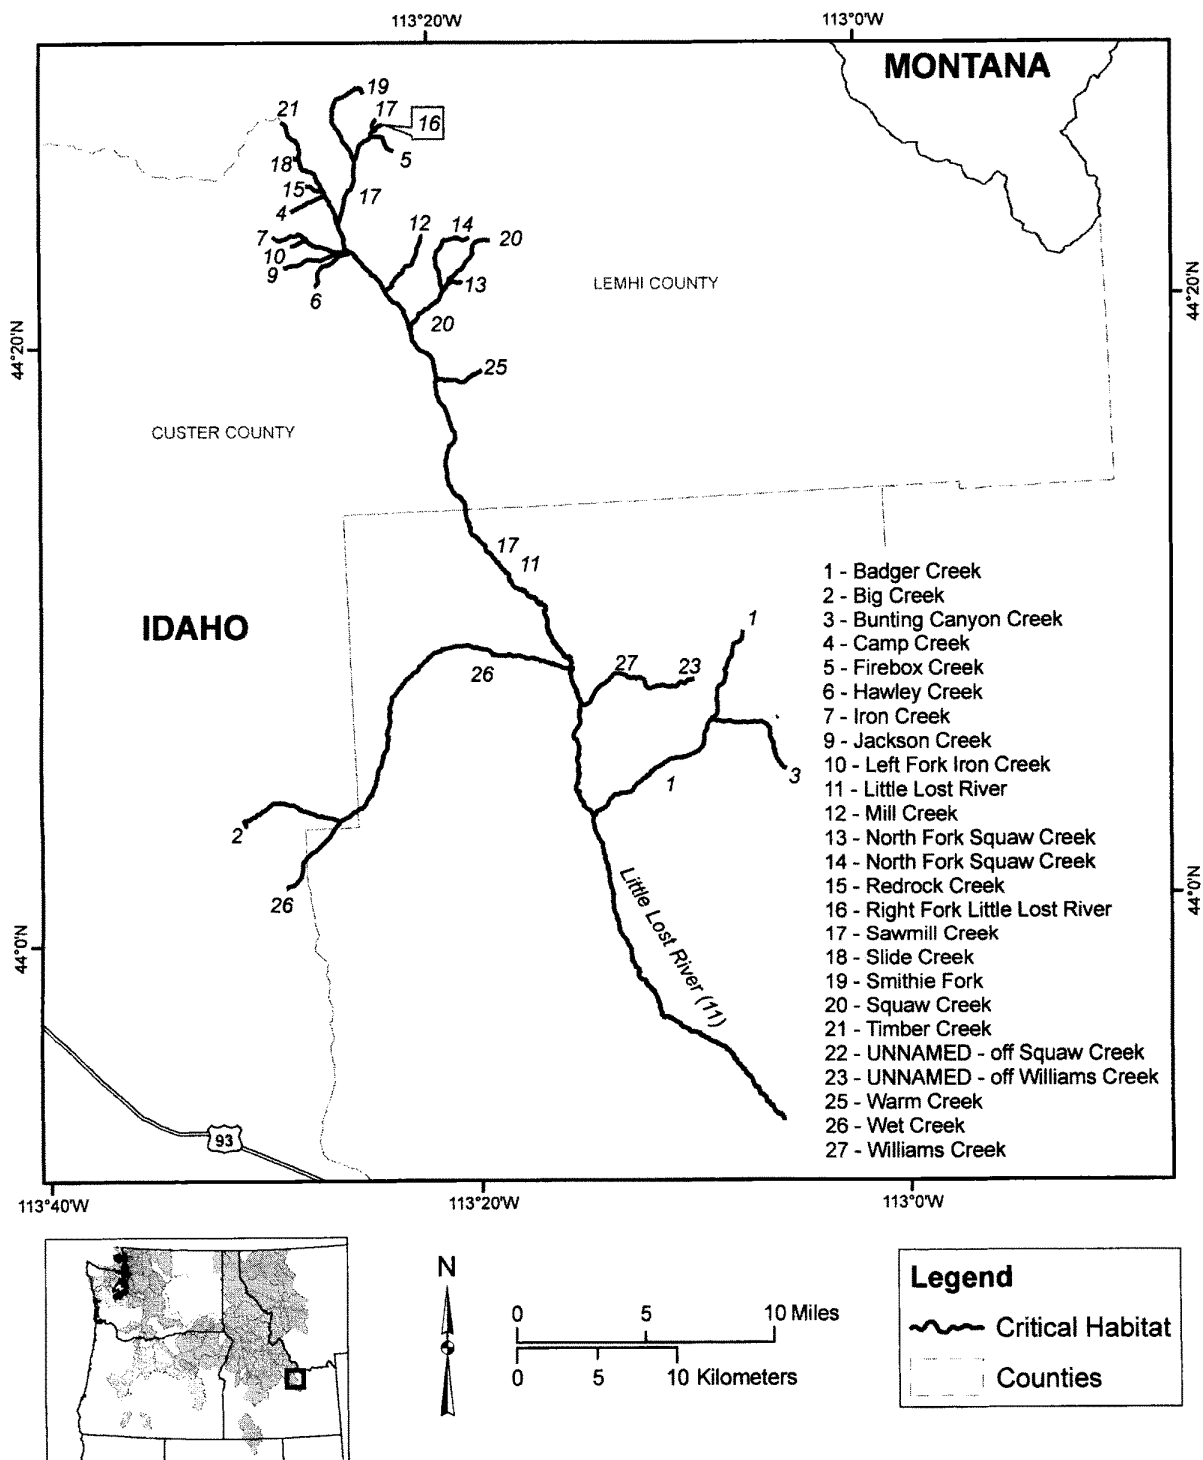 113°20'W
113°0'W
MONTANA
19
21
17
16
18
5
15
17
4
12
14
20
7
10
9
13
6
LEMHI COUNTY
44°20'N
20
44°20'N
25
CUSTER COUNTY
17
11
1 - Badger Creek
2 - Big Creek
3 - Bunting Canyon Creek
4 - Camp Creek
5 - Firebox Creek
6 - Hawley Creek
7 - Iron Creek
9 - Jackson Creek
10 - Left Fork Iron Creek
11 - Little Lost River
12 - Mill Creek
13 - North Fork Squaw Creek
14 - North Fork Squaw Creek
15 - Redrock Creek
16 - Right Fork Little Lost River
17 - Sawmill Creek
18 - Slide Creek
19 - Smithie Fork
20 - Squaw Creek
21 - Timber Creek
22 - UNNAMED - off Squaw Creek
23 - UNNAMED - off Williams Creek
25 - Warm Creek
26 - Wet Creek
27 - Williams Creek
IDAHO
1
26
27
23
1
3
2
26
Little Lost River (11)
44°0'N
44°0'N
93
113°40'W
113°20'W
113°0'W
N
0 5 10 Miles
0 5 10 Kilometers
Legend
Critical Habitat
Counties